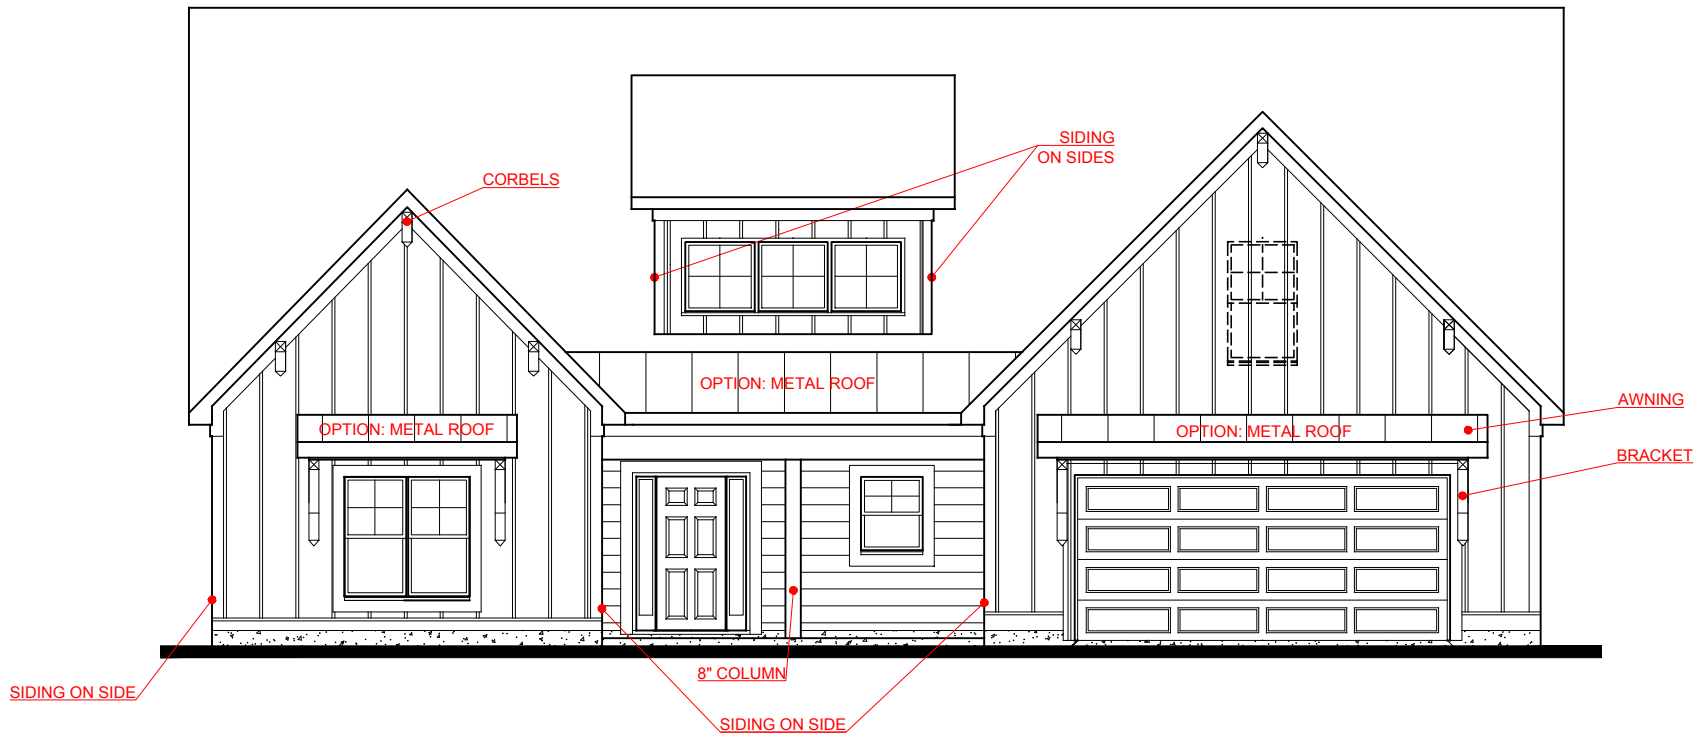 SIDING
ON SIDES
CORBELS
OPTION: METAL ROOF
AWNING
OPTION: METAL ROOF
OPTION: METAL ROOF
BRACKET
8" COLUMN
SIDING ON SIDE
SIDING ON SIDE